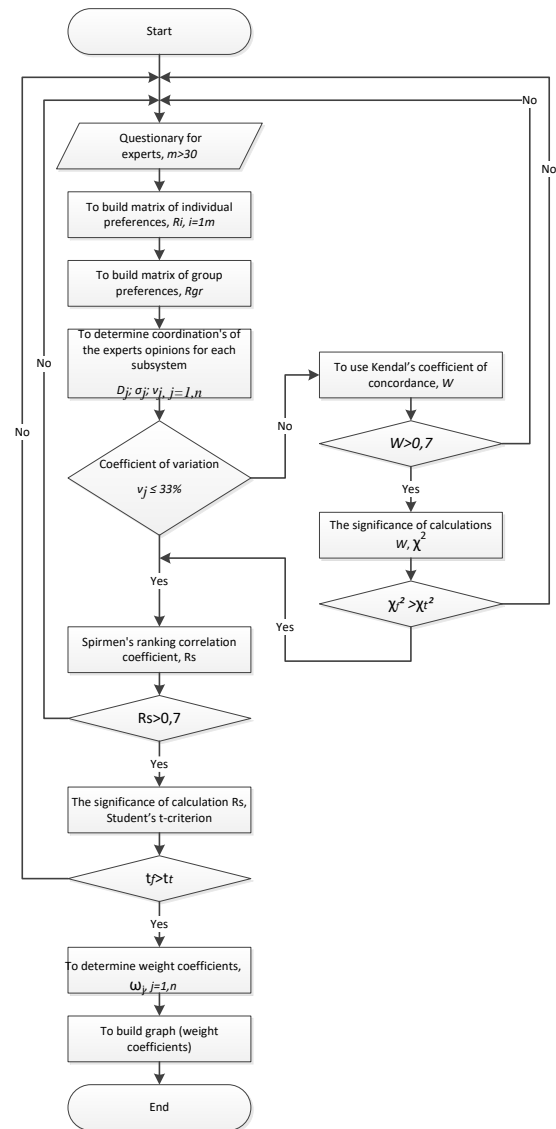 Start
No
No
Questionary for
experts, m>30
To build matrix of individual
preferences, Ri, i=1m
To build matrix of group
preferences, Rgr
To determine coordination's of
the experts opinions for each
subsystem
Dj; σj; vj, j=1,n
No
No
No
To use Kendal's coefficient of
concordance, W
W>0,7
Yes
Coefficient of variation
vj ≤ 33%
The significance of calculations
W, χ²
χf² >χt²
Yes
Yes
Spirmen's ranking correlation
coefficient, Rs
Rs>0,7
Yes
The significance of calculation Rs,
Student's t-criterion
tf>tt
Yes
To determine weight coefficients,
ωj, j=1,n
To build graph (weight
coefficients)
End